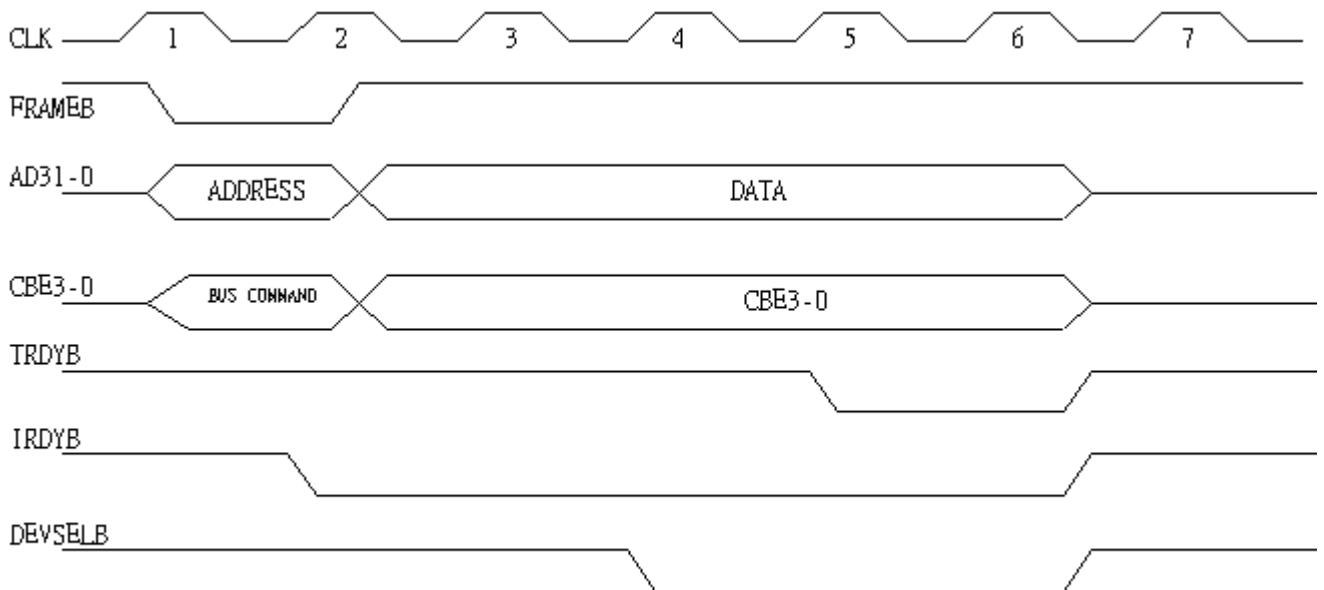 CLK 1 2 3 4 5 6 7
FRAMEB
AD31-0 ADDRESS DATA
CBE3-0 BUS COMMAND CBE3-0
TRDYB
IRDYB
DEVSELB